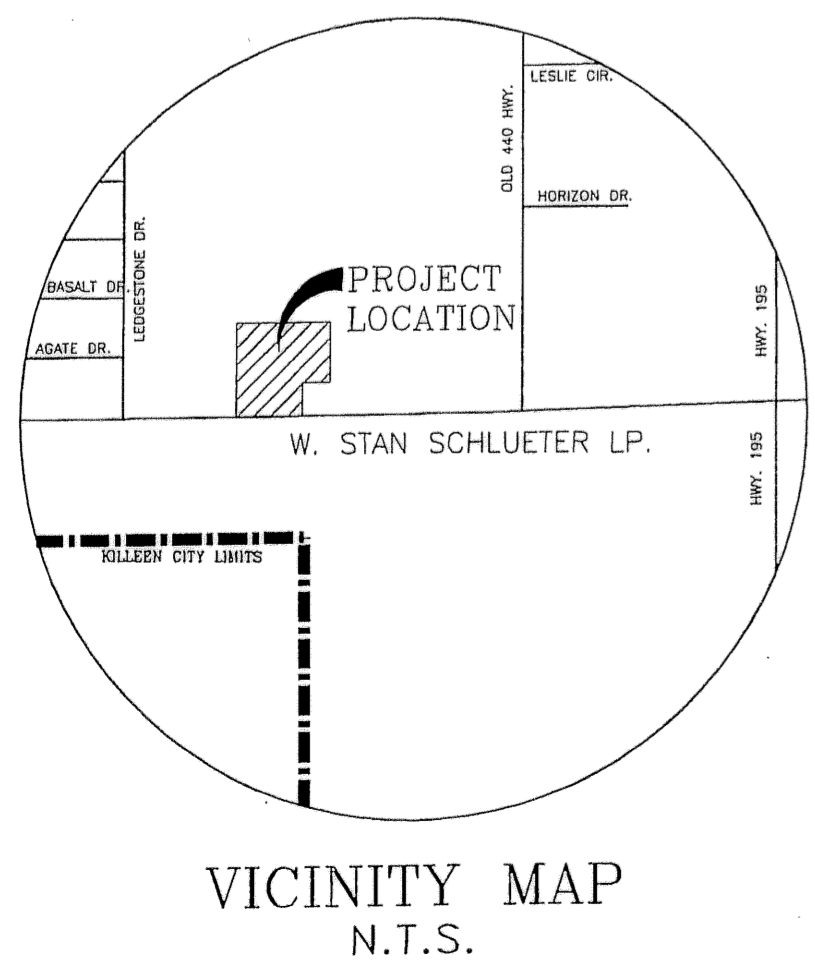 LESLIE CIR.
OLD 440 HWY.
HORIZON DR.
LEDGESTONE DR.
BASALT DR.
AGATE DR.
PROJECT
LOCATION
HWY. 195
W. STAN SCHLUETER LP.
HWY. 195
KILLEEN CITY LIMITS
VICINITY MAP
N.T.S.